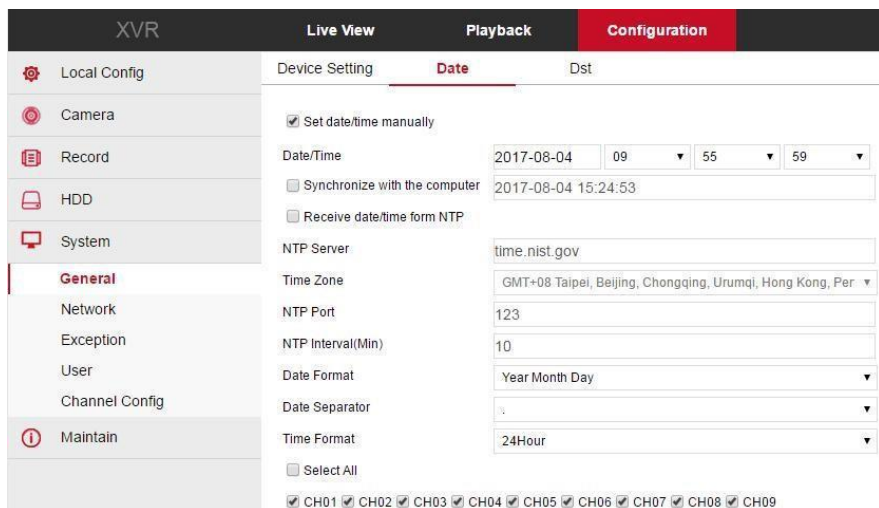 XVR Live View Playback Configuration
Local Config
Camera
Record
HDD
System
General
Network
Exception
User
Channel Config
Maintain
Device Setting Date Dst
Set date/time manually
Date/Time 2017-08-04 09 55 59
Synchronize with the computer 2017-08-04 15:24:53
Receive date/time form NTP
NTP Server time.nist.gov
Time Zone GMT+08 Taipei, Beijing, Chongqing, Urumqi, Hong Kong, Per
NTP Port 123
NTP Interval(Min) 10
Date Format Year Month Day
Date Separator .
Time Format 24Hour
Select All
CH01 CH02 CH03 CH04 CH05 CH06 CH07 CH08 CH09